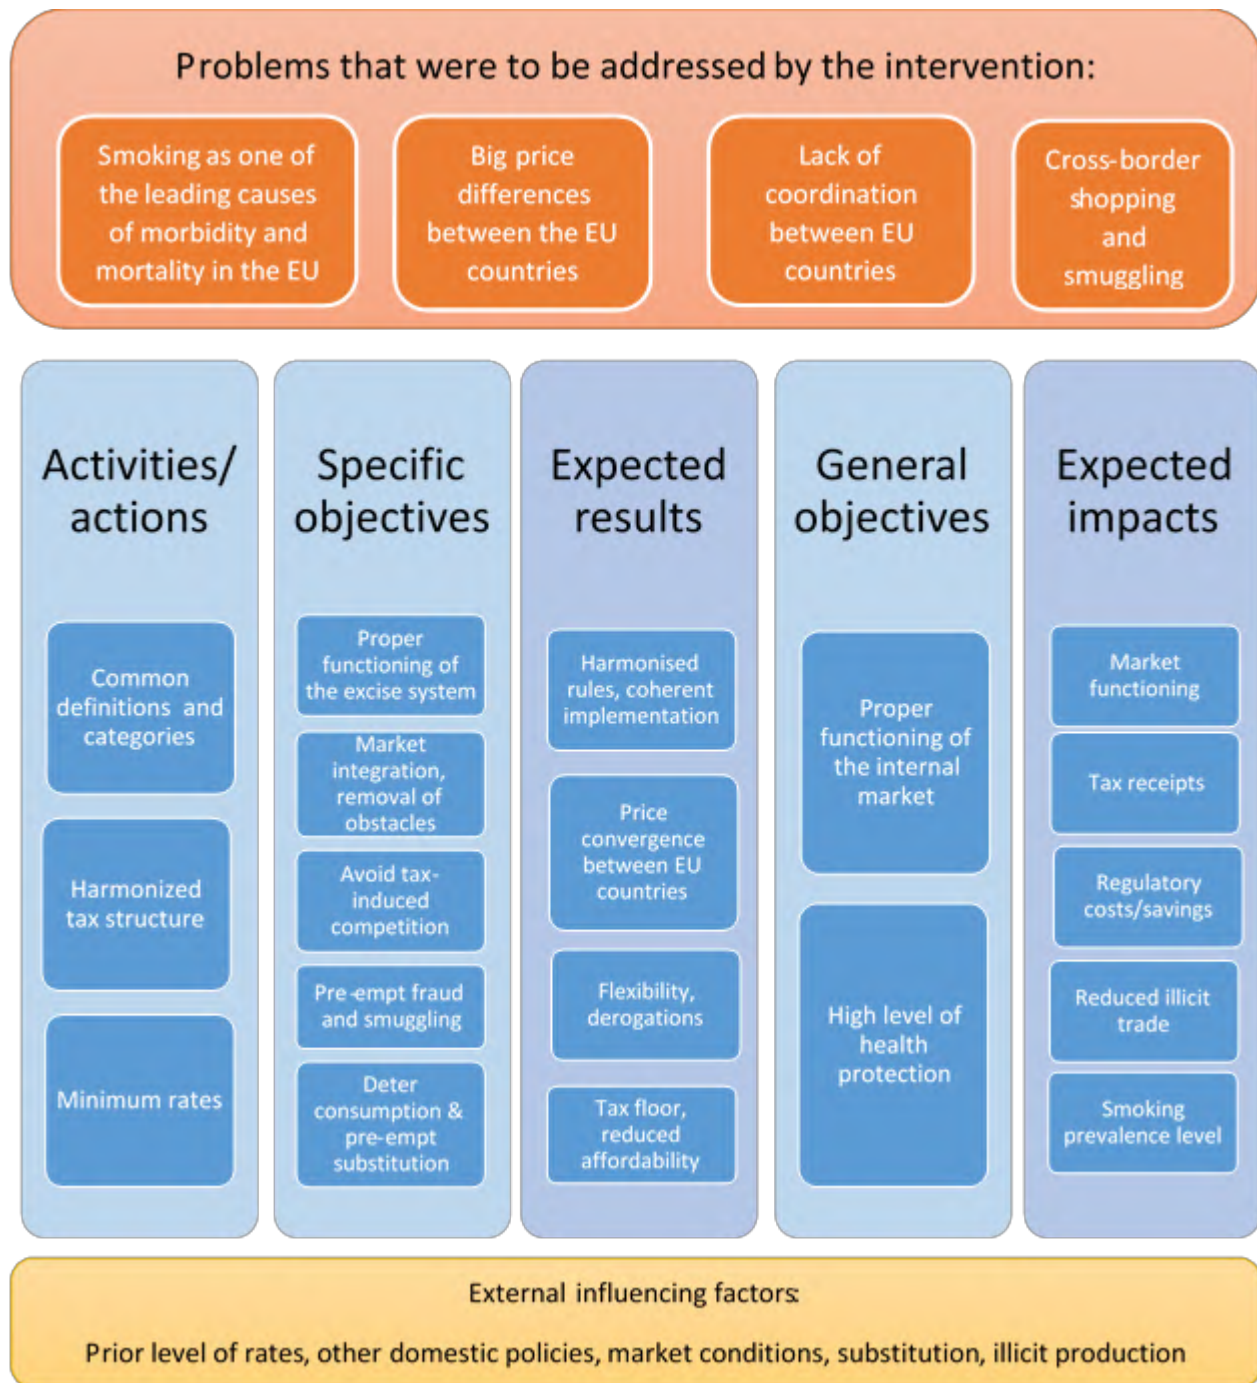 Problems that were to be addressed by the intervention:
Smoking as one of
the leading causes
of morbidity and
mortality in the EU
Big price
differences
between the EU
countries
Lack of
coordination
between EU
countries
Cross-border
shopping
and
smuggling
Activities/
actions
Common
definitions and
categories
Harmonized
tax structure
Minimum rates
Specific
objectives
Proper
functioning of
the excise system
Market
integration,
removal of
obstacles
Avoid tax-
induced
competition
Pre-empt fraud
and smuggling
Deter
consumption &
pre-empt
substitution
Expected
results
Harmonised
rules, coherent
implementation
Price
convergence
between EU
countries
Flexibility,
derogations
Tax floor,
reduced
affordability
General
objectives
Proper
functioning of
the internal
market
High level of
health
protection
Expected
impacts
Market
functioning
Tax receipts
Regulatory
costs/savings
Reduced illicit
trade
Smoking
prevalence level
External influencing factors:
Prior level of rates, other domestic policies, market conditions, substitution, illicit production